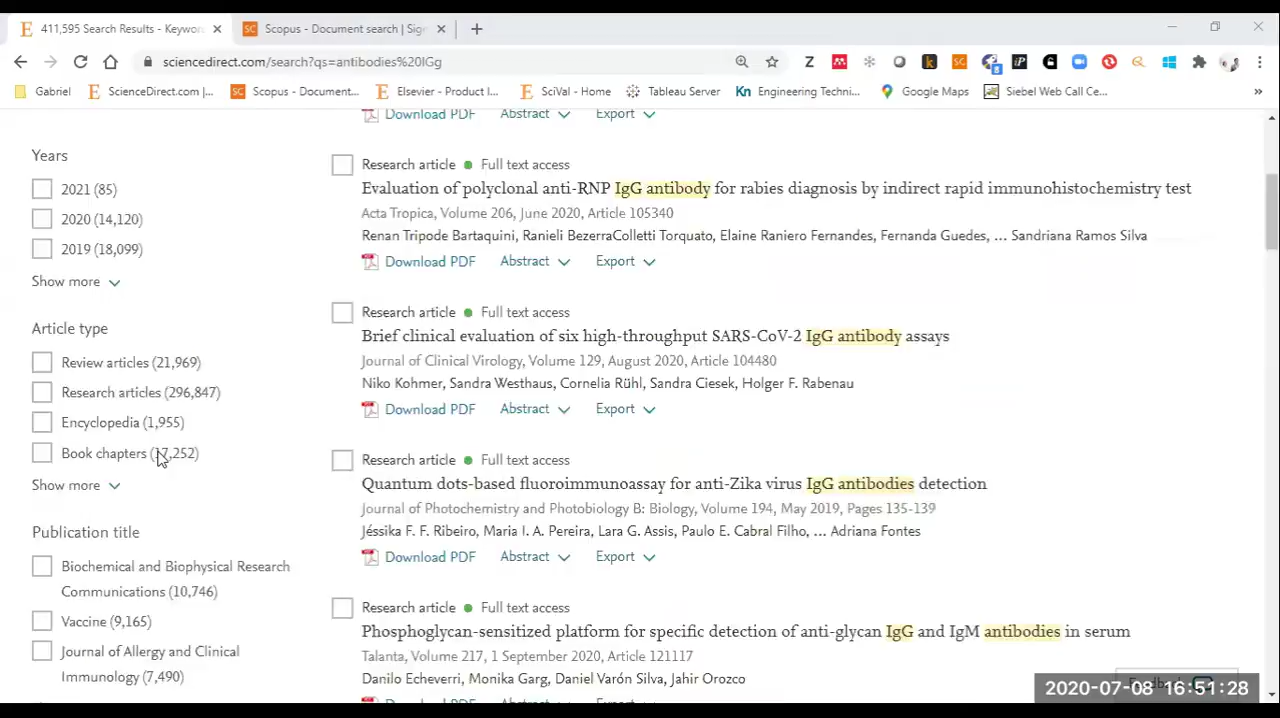 411,595 Search Results - Keywor
Scopus - Document search | Sig
sciencedirect.com/search?qs=antibodies%20IGg
Gabriel
ScienceDirect.com |...
Scopus - Document...
Elsevier - Product I...
SciVal - Home
Tableau Server
Engineering Techni...
Google Maps
Siebel Web Call Ce...
»
Download PDF Abstract Export
Years
2021 (85)
2020 (14,120)
2019 (18,099)
Show more
Article type
Review articles (21,969)
Research articles (296,847)
Encyclopedia (1,955)
Book chapters (17,252)
Show more
Publication title
Biochemical and Biophysical Research
Communications (10,746)
Vaccine (9,165)
Journal of Allergy and Clinical
Immunology (7,490)
Research article Full text access
Evaluation of polyclonal anti-RNP IgG antibody for rabies diagnosis by indirect rapid immunohistochemistry test
Acta Tropica, Volume 206, June 2020, Article 105340
Renan Tripode Bartaquini, Ranieli BezerraColletti Torquato, Elaine Raniero Fernandes, Fernanda Guedes, ... Sandriana Ramos Silva
Download PDF Abstract Export
Research article Full text access
Brief clinical evaluation of six high-throughput SARS-CoV-2 IgG antibody assays
Journal of Clinical Virology, Volume 129, August 2020, Article 104480
Niko Kohmer, Sandra Westhaus, Cornelia Rühl, Sandra Ciesek, Holger F. Rabenau
Download PDF Abstract Export
Research article Full text access
Quantum dots-based fluoroimmunoassay for anti-Zika virus IgG antibodies detection
Journal of Photochemistry and Photobiology B: Biology, Volume 194, May 2019, Pages 135-139
Jéssika F. F. Ribeiro, Maria I. A. Pereira, Lara G. Assis, Paulo E. Cabral Filho, ... Adriana Fontes
Download PDF Abstract Export
Research article Full text access
Phosphoglycan-sensitized platform for specific detection of anti-glycan IgG and IgM antibodies in serum
Talanta, Volume 217, 1 September 2020, Article 121117
Danilo Echeverri, Monika Garg, Daniel Varón Silva, Jahir Orozco
2020-07-08 16:51:28